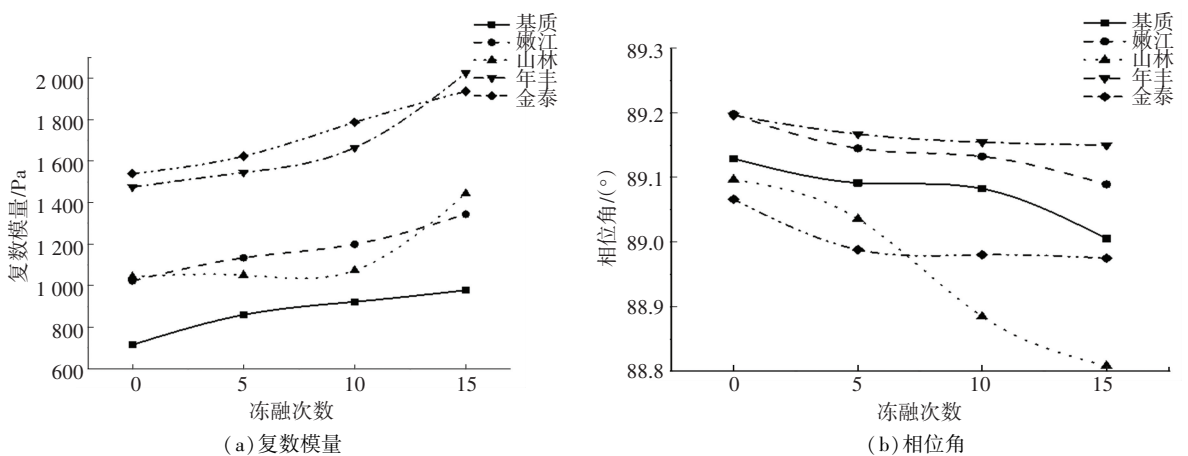 基质
嫩江
山林
年丰
金泰
2 000
1 800
1 600
1 400
1 200
1 000
800
600
复数模量/Pa
0 5 10 15
冻融次数
(a)复数模量
基质
嫩江
山林
年丰
金泰
89.3
89.2
89.1
89.0
88.9
88.8
相位角/(°)
0 5 10 15
冻融次数
(b)相位角